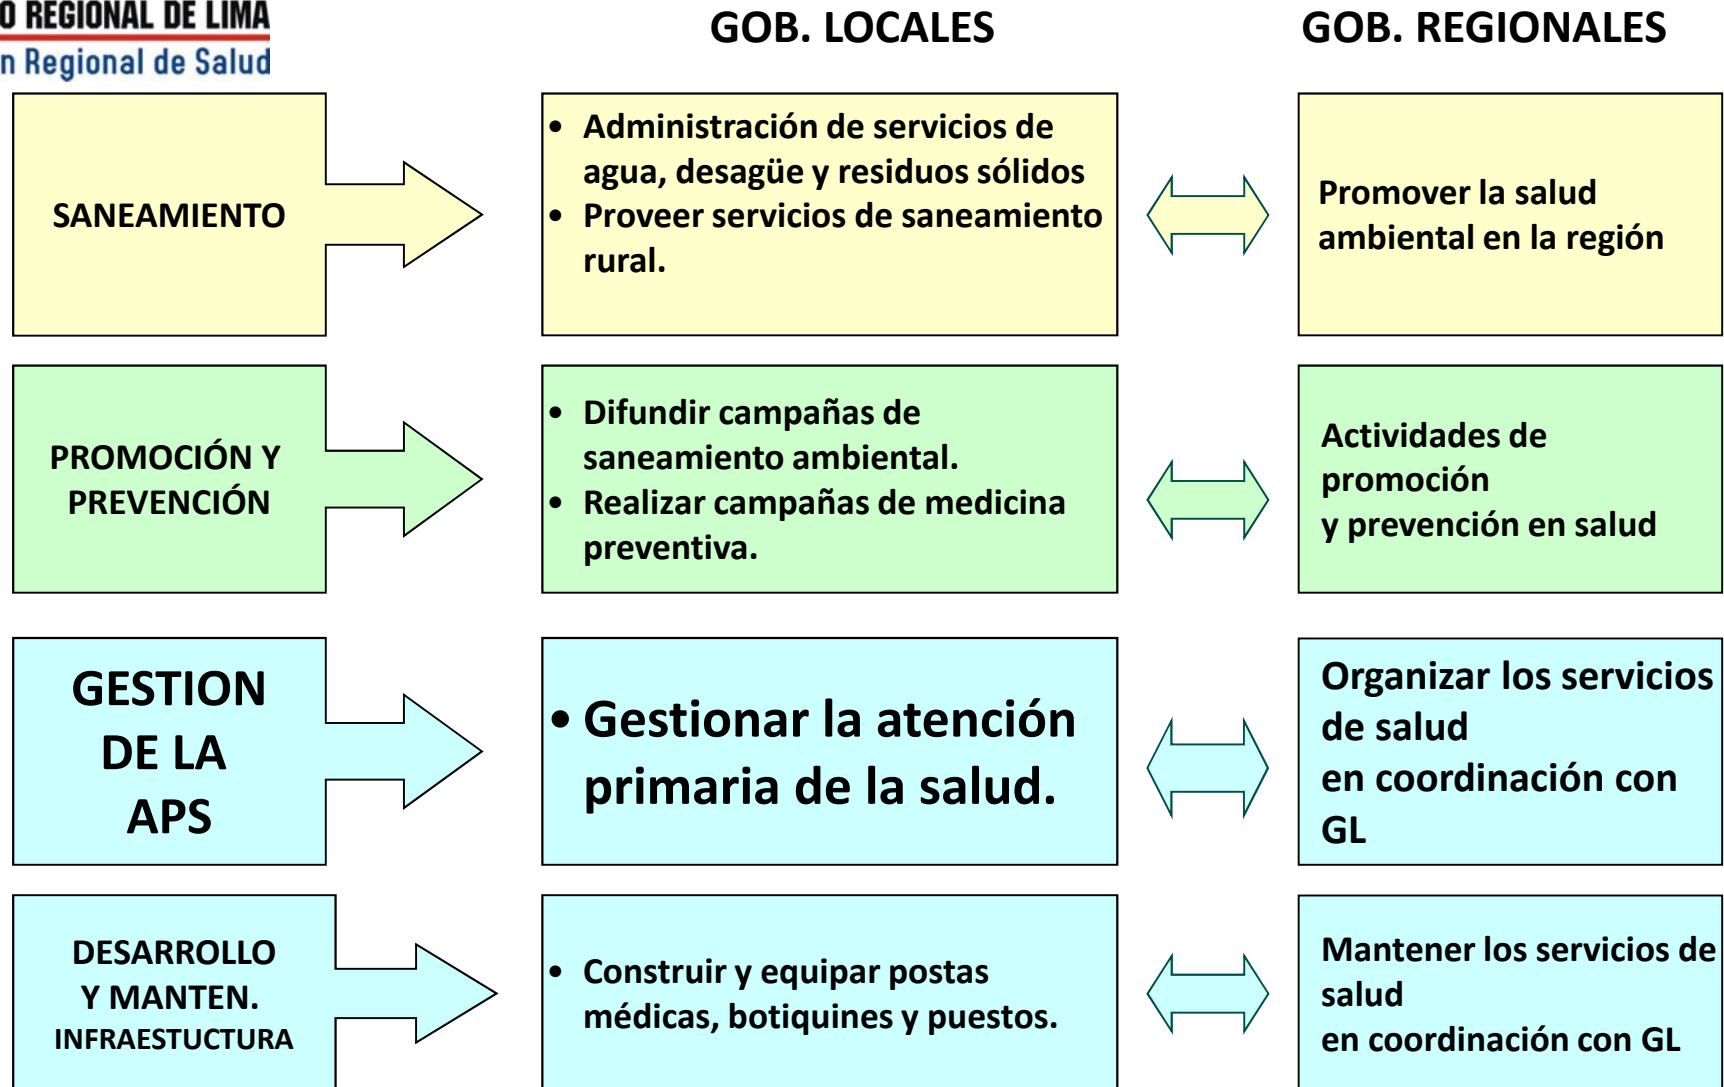 O REGIONAL DE LIMA
n Regional de Salud
GOB. LOCALES
GOB. REGIONALES
SANEAMIENTO
• Administración de servicios de
agua, desagüe y residuos sólidos
• Proveer servicios de saneamiento
rural.
Promover la salud
ambiental en la región
PROMOCIÓN Y
PREVENCIÓN
• Difundir campañas de
saneamiento ambiental.
• Realizar campañas de medicina
preventiva.
Actividades de
promoción
y prevención en salud
GESTION
DE LA
APS
• Gestionar la atención
primaria de la salud.
Organizar los servicios
de salud
en coordinación con
GL
DESARROLLO
Y MANTEN.
INFRAESTUCTURA
• Construir y equipar postas
médicas, botiquines y puestos.
Mantener los servicios de
salud
en coordinación con GL